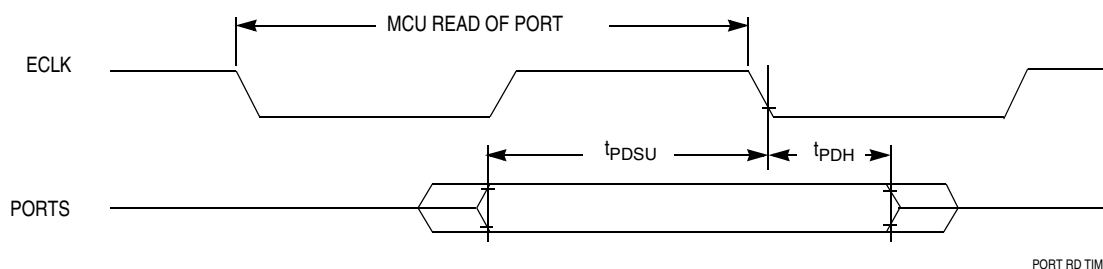 MCU READ OF PORT
ECLK
tPDSU
tPDH
PORTS
PORT RD TIM